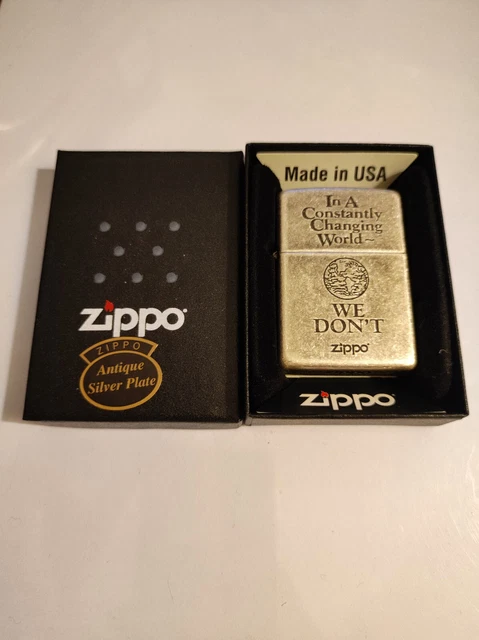 Zippo
ZIPPO
Antique
Silver Plate
Made in USA
In A
Constantly
Changing
World~
WE
DON'T
Zippo
Zippo